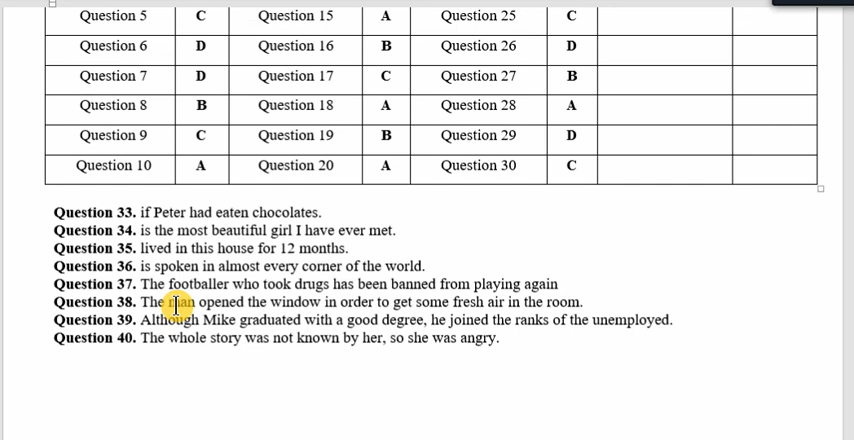 Question 5 C Question 15 A Question 25 C
Question 6 D Question 16 B Question 26 D
Question 7 D Question 17 C Question 27 B
Question 8 B Question 18 A Question 28 A
Question 9 C Question 19 B Question 29 D
Question 10 A Question 20 A Question 30 C
Question 33. if Peter had eaten chocolates.
Question 34. is the most beautiful girl I have ever met.
Question 35. lived in this house for 12 months.
Question 36. is spoken in almost every corner of the world.
Question 37. The footballer who took drugs has been banned from playing again
Question 38. The man opened the window in order to get some fresh air in the room.
Question 39. Although Mike graduated with a good degree, he joined the ranks of the unemployed.
Question 40. The whole story was not known by her, so she was angry.